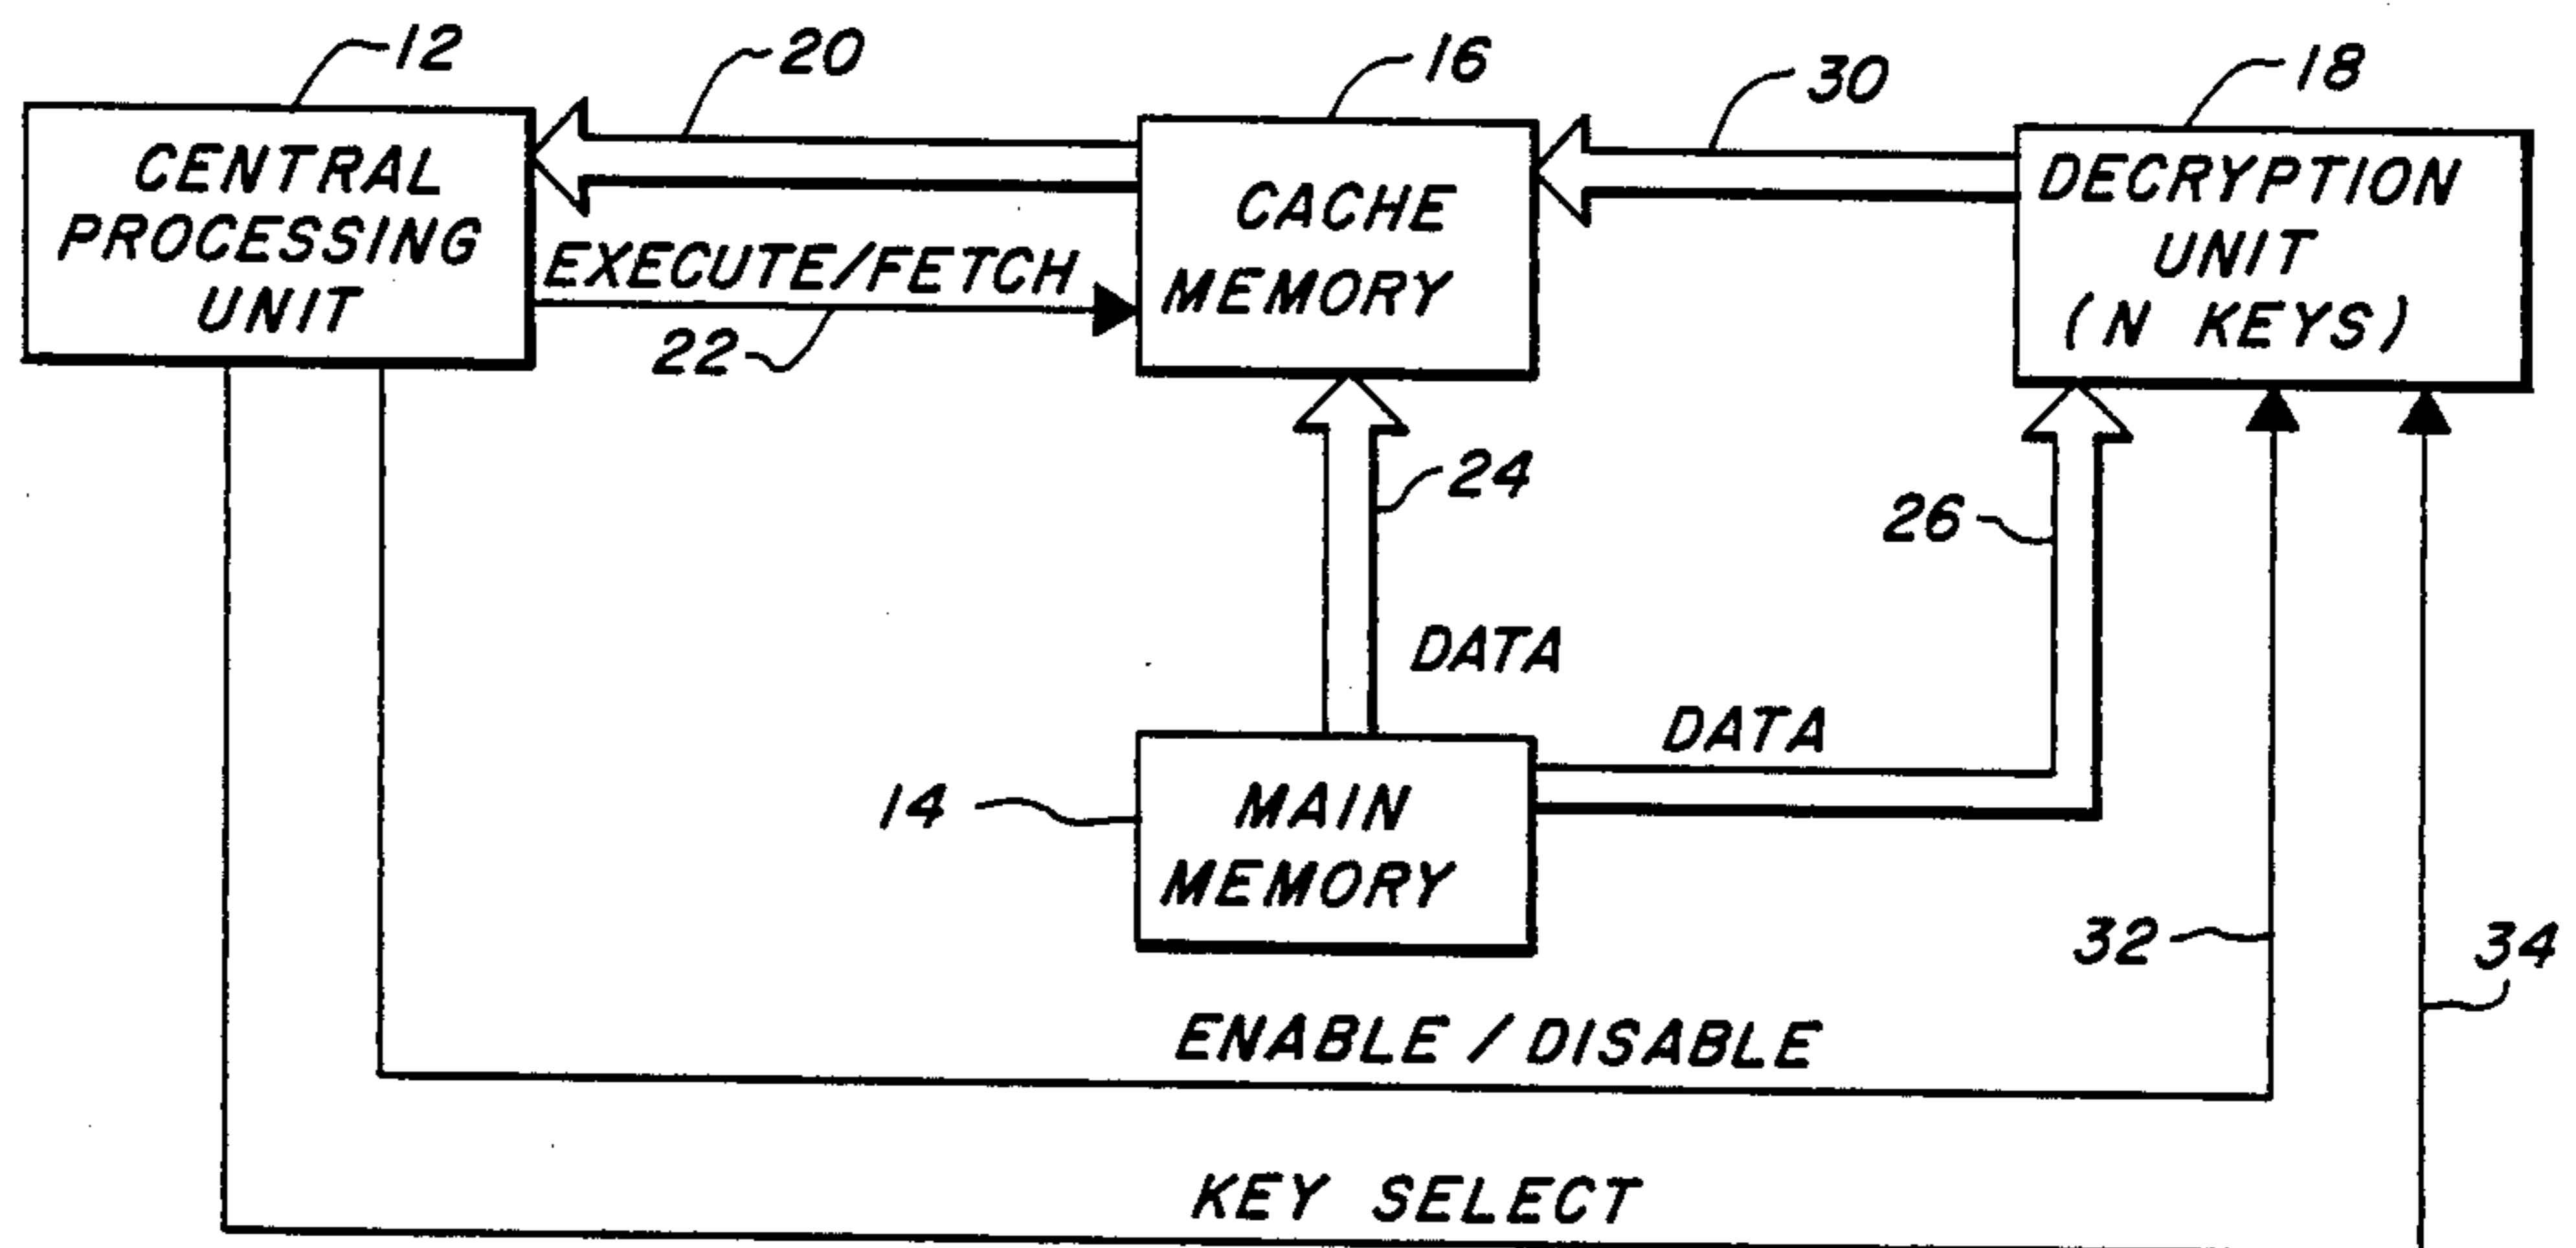 12
20
16
30
18
CENTRAL
PROCESSING
UNIT
EXECUTE/FETCH
22
CACHE
MEMORY
DECRYPTION
UNIT
(N KEYS)
24
26
DATA
DATA
14
MAIN
MEMORY
32
34
ENABLE / DISABLE
KEY SELECT